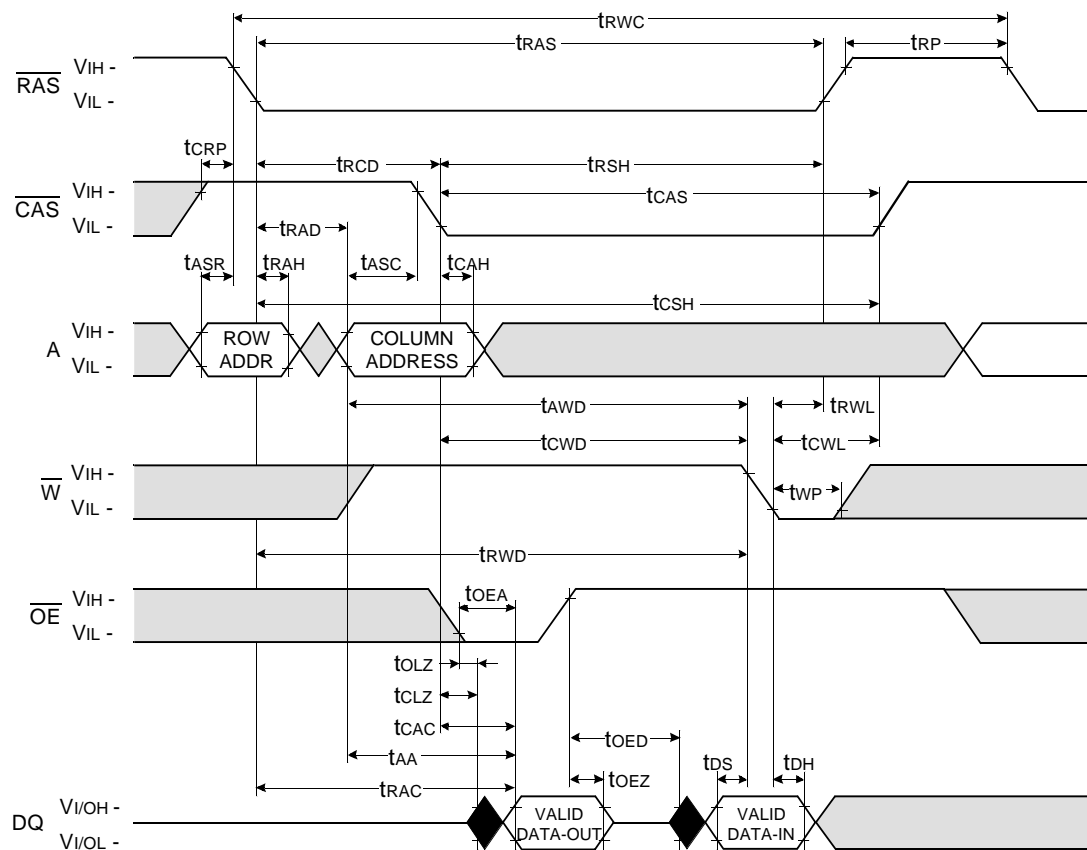 tRWC
tRAS
tRP
RAS
VIH -
VIL -
tCRP
tRCD
tRSH
CAS
VIH -
VIL -
tCAS
tRAD
tASR
tRAH
tASC
tCAH
tCSH
A
VIH -
VIL -
ROW
ADDR
COLUMN
ADDRESS
tAWD
tRWL
tCWD
tCWL
W
VIH -
VIL -
tWP
tRWD
OE
VIH -
VIL -
tOEA
tOLZ
tCLZ
tCAC
tOED
tAA
tDS
tDH
tOEZ
tRAC
DQ
VI/OH -
VI/OL -
VALID
DATA-OUT
VALID
DATA-IN